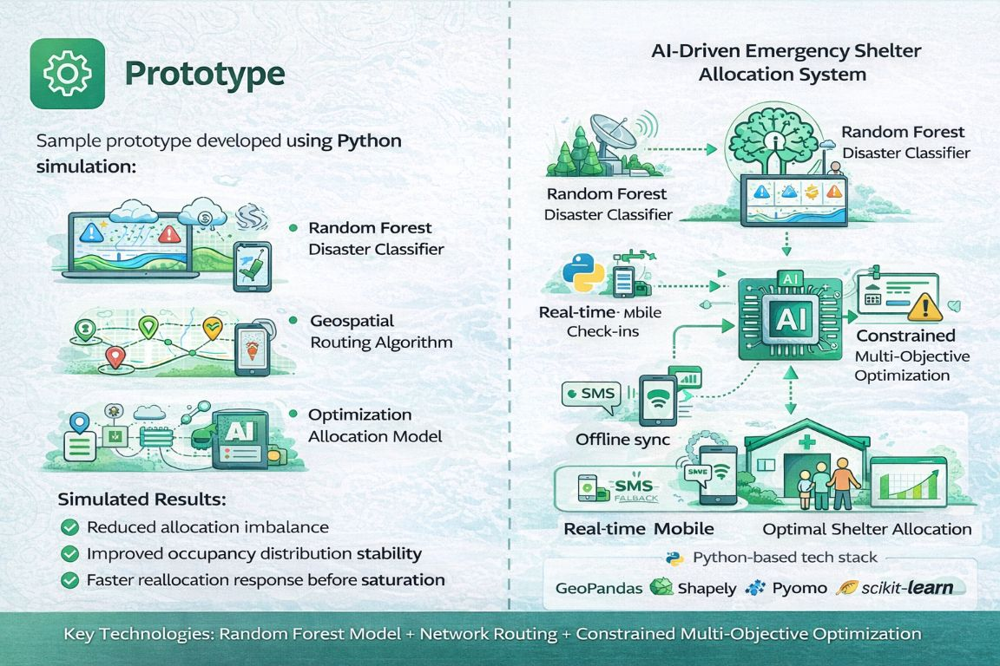 Prototype
Sample prototype developed using Python
simulation:
Random Forest
Disaster Classifier
Geospatial
Routing Algorithm
AI
Optimization
Allocation Model
Simulated Results:
Reduced allocation imbalance
Improved occupancy distribution stability
Faster reallocation response before saturation
AI-Driven Emergency Shelter
Allocation System
Random Forest
Disaster Classifier
Random Forest
Disaster Classifier
Real-time- Mbile
Check-ins
AI
AI
Constrained
Multi-Objective
Optimization
SMS
Offline sync
SMS
FALBACK
Real-time Mobile
Optimal Shelter Allocation
Python-based tech stack
GeoPandas Shapely Pyomo scikit-learn
Key Technologies: Random Forest Model + Network Routing + Constrained Multi-Objective Optimization